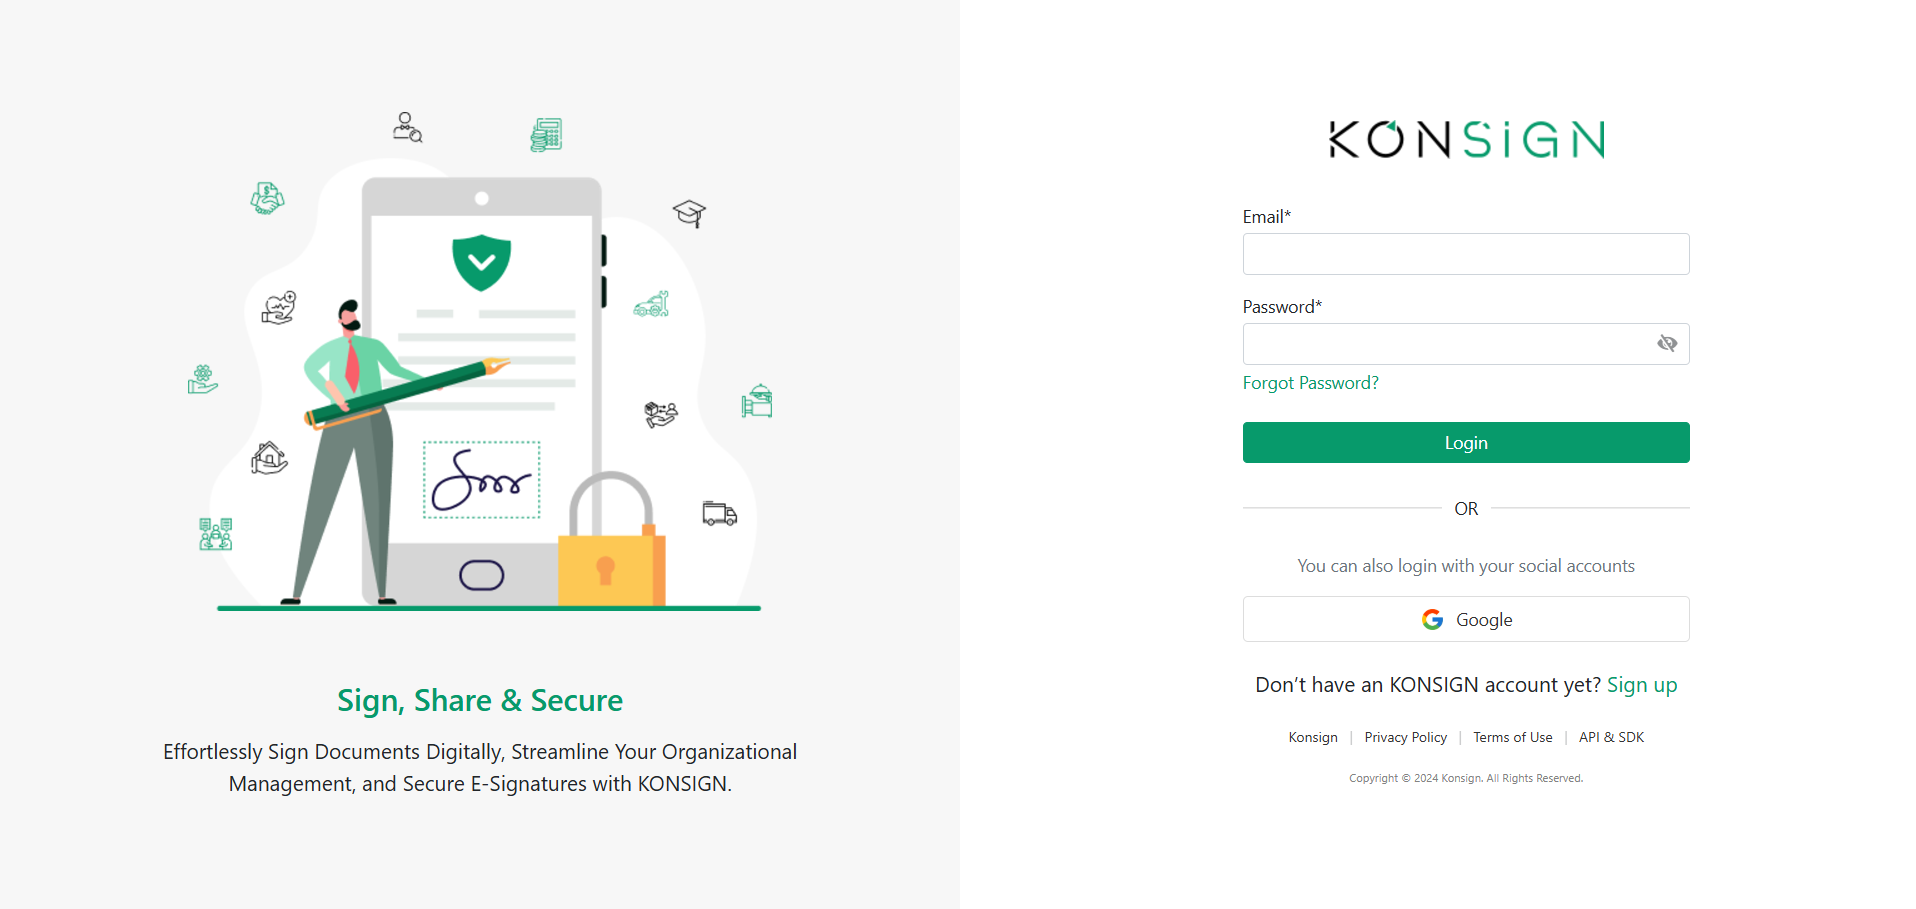 Sign, Share & Secure
Effortlessly Sign Documents Digitally, Streamline Your Organizational
Management, and Secure E-Signatures with KONSIGN.
KONSiGN
Email*
Password*
Forgot Password?
Login
OR
You can also login with your social accounts
Google
Don’t have an KONSIGN account yet? Sign up
Konsign | Privacy Policy | Terms of Use | API & SDK
Copyright © 2024 Konsign. All Rights Reserved.